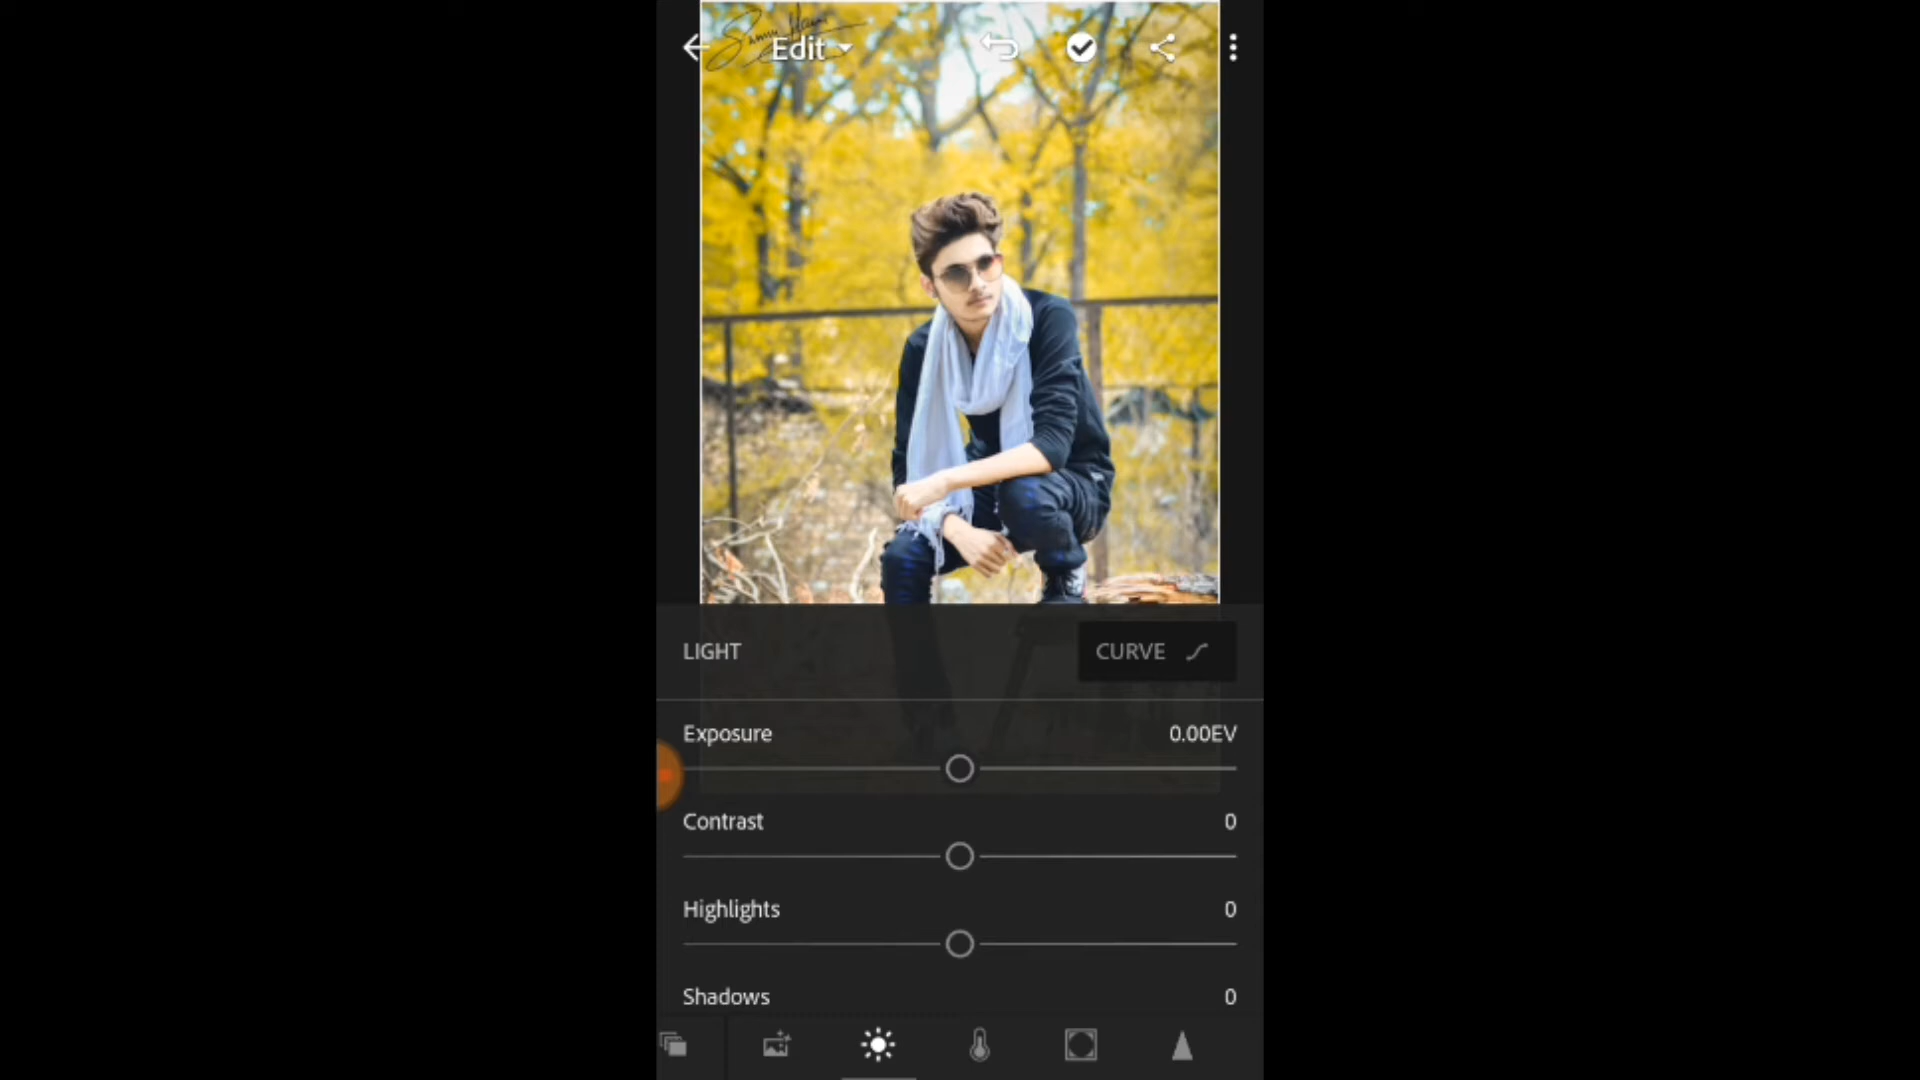 Edit
LIGHT
CURVE
Exposure
0.00EV
Contrast
0
Highlights
0
Shadows
0